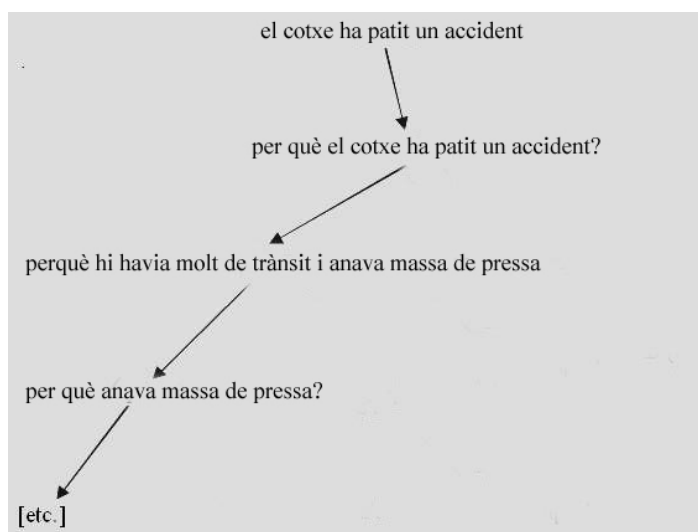 el cotxe ha patit un accident
per què el cotxe ha patit un accident?
perquè hi havia molt de trànsit i anava massa de pressa
per què anava massa de pressa?
[etc.]